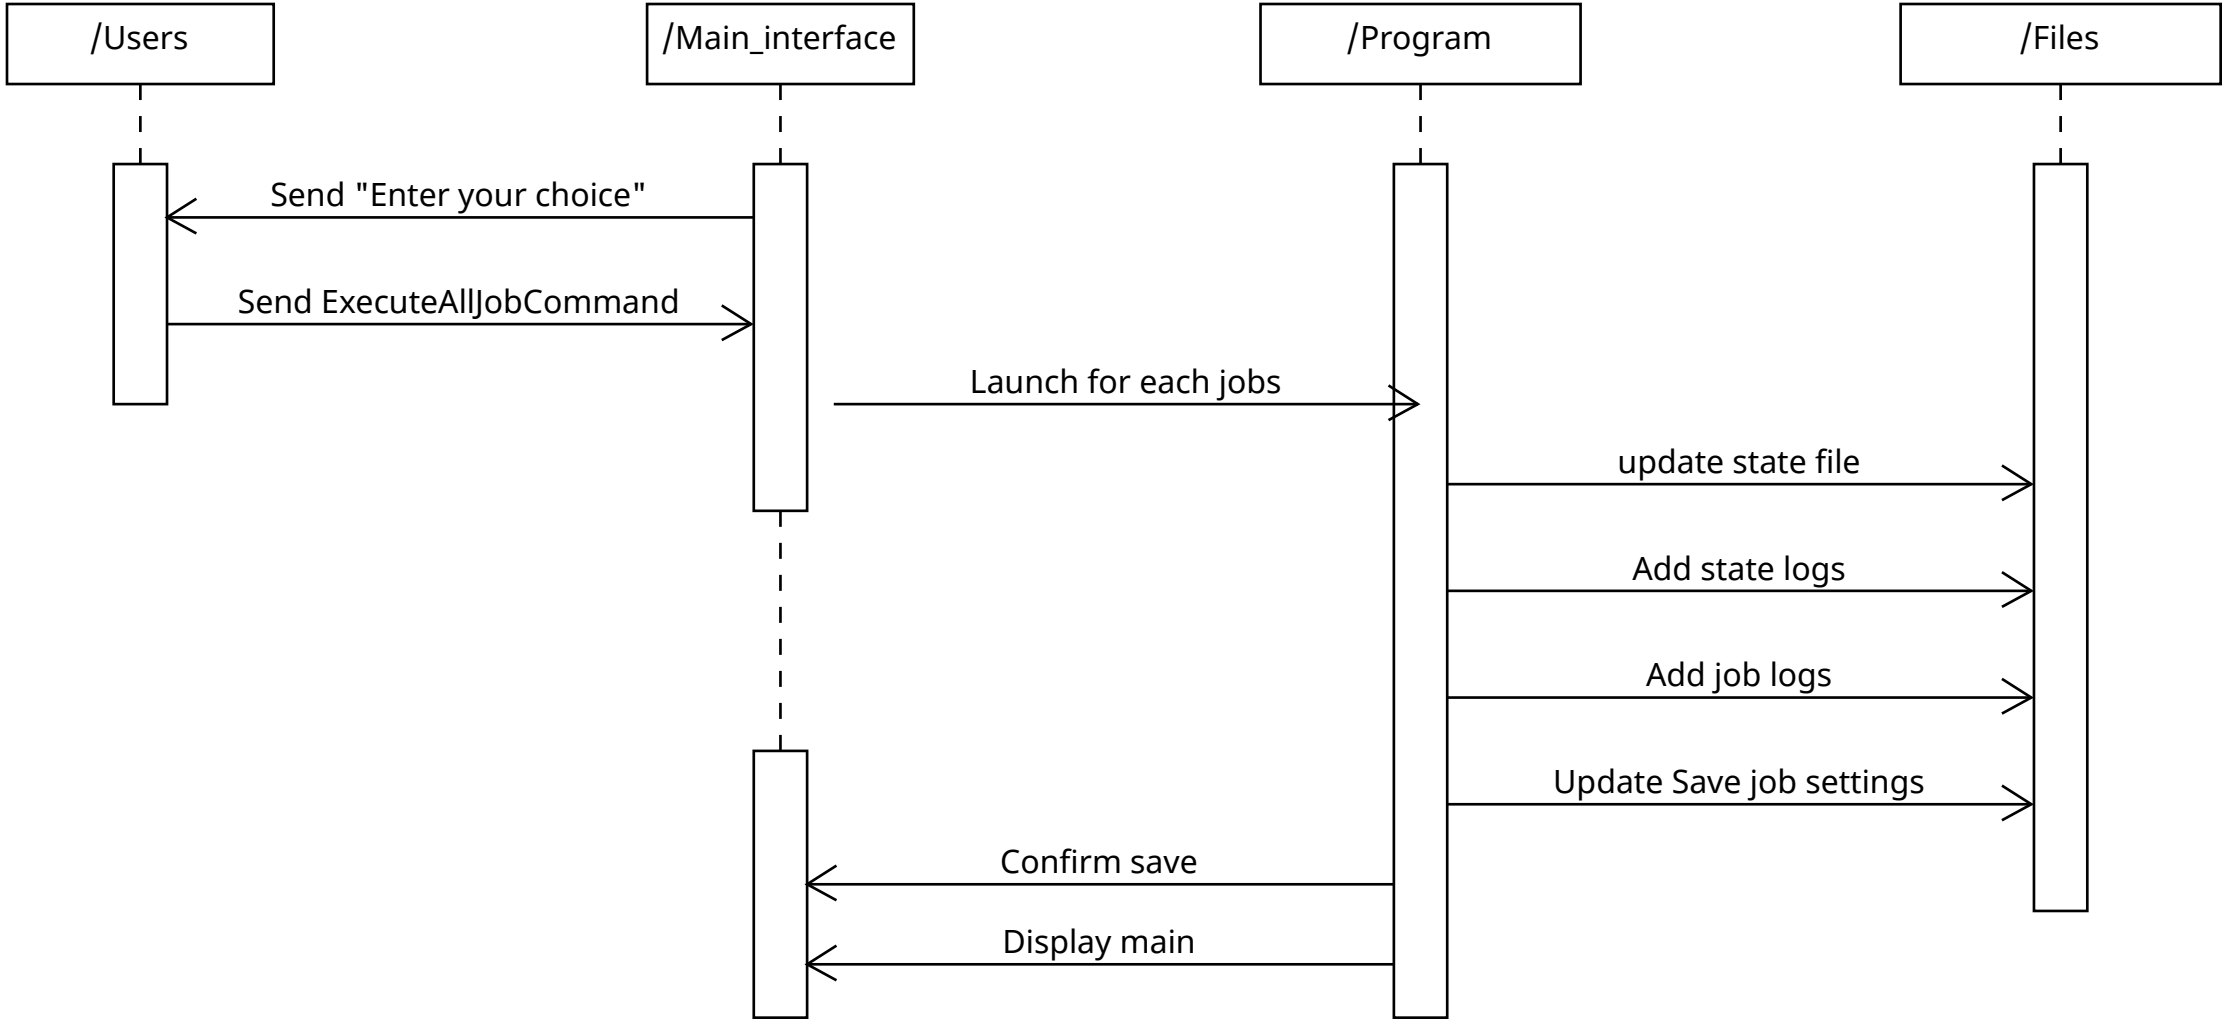 /Users
/Main_interface
/Program
/Files
Send "Enter your choice"
Send ExecuteAllJobCommand
Launch for each jobs
update state file
Add state logs
Add job logs
Update Save job settings
Confirm save
Display main